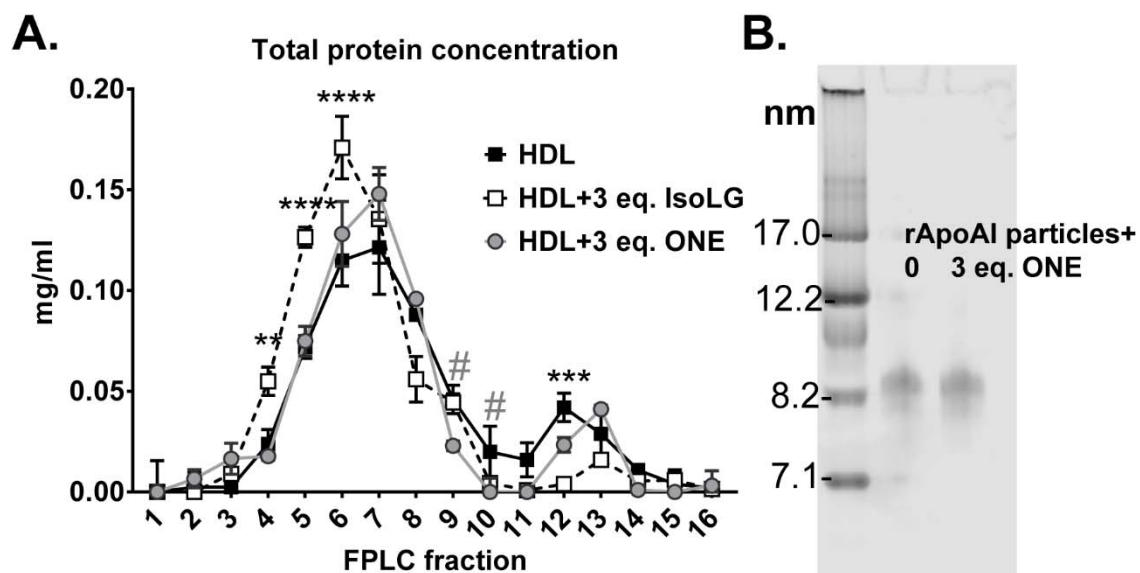 A.
Total protein concentration
0.20
0.15
0.10
0.05
0.00
mg/ml
****
****
**
#
#
***
HDL
HDL+3 eq. IsoLG
HDL+3 eq. ONE
1 2 3 4 5 6 7 8 9 10 11 12 13 14 15 16
FPLC fraction
B.
nm
17.0
12.2
8.2
7.1
rApoAI particles+
0 3 eq. ONE